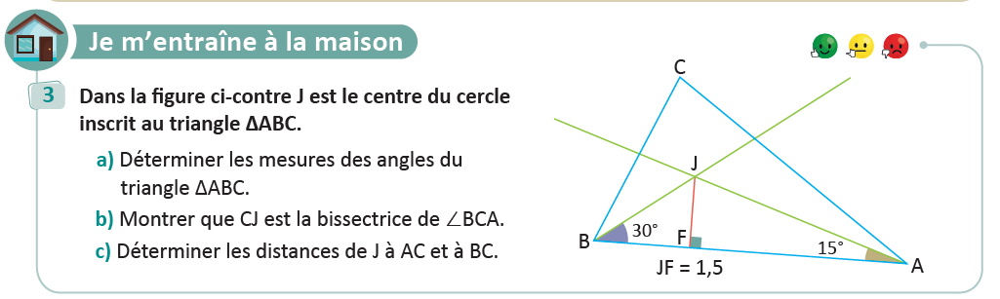 Je m'entraîne à la maison
3 Dans la figure ci-contre J est le centre du cercle
inscrit au triangle ΔABC.
a) Déterminer les mesures des angles du
triangle ΔABC.
b) Montrer que CJ est la bissectrice de ∠BCA.
c) Déterminer les distances de J à AC et à BC.
C
J
B 30° F 15° A
JF = 1,5